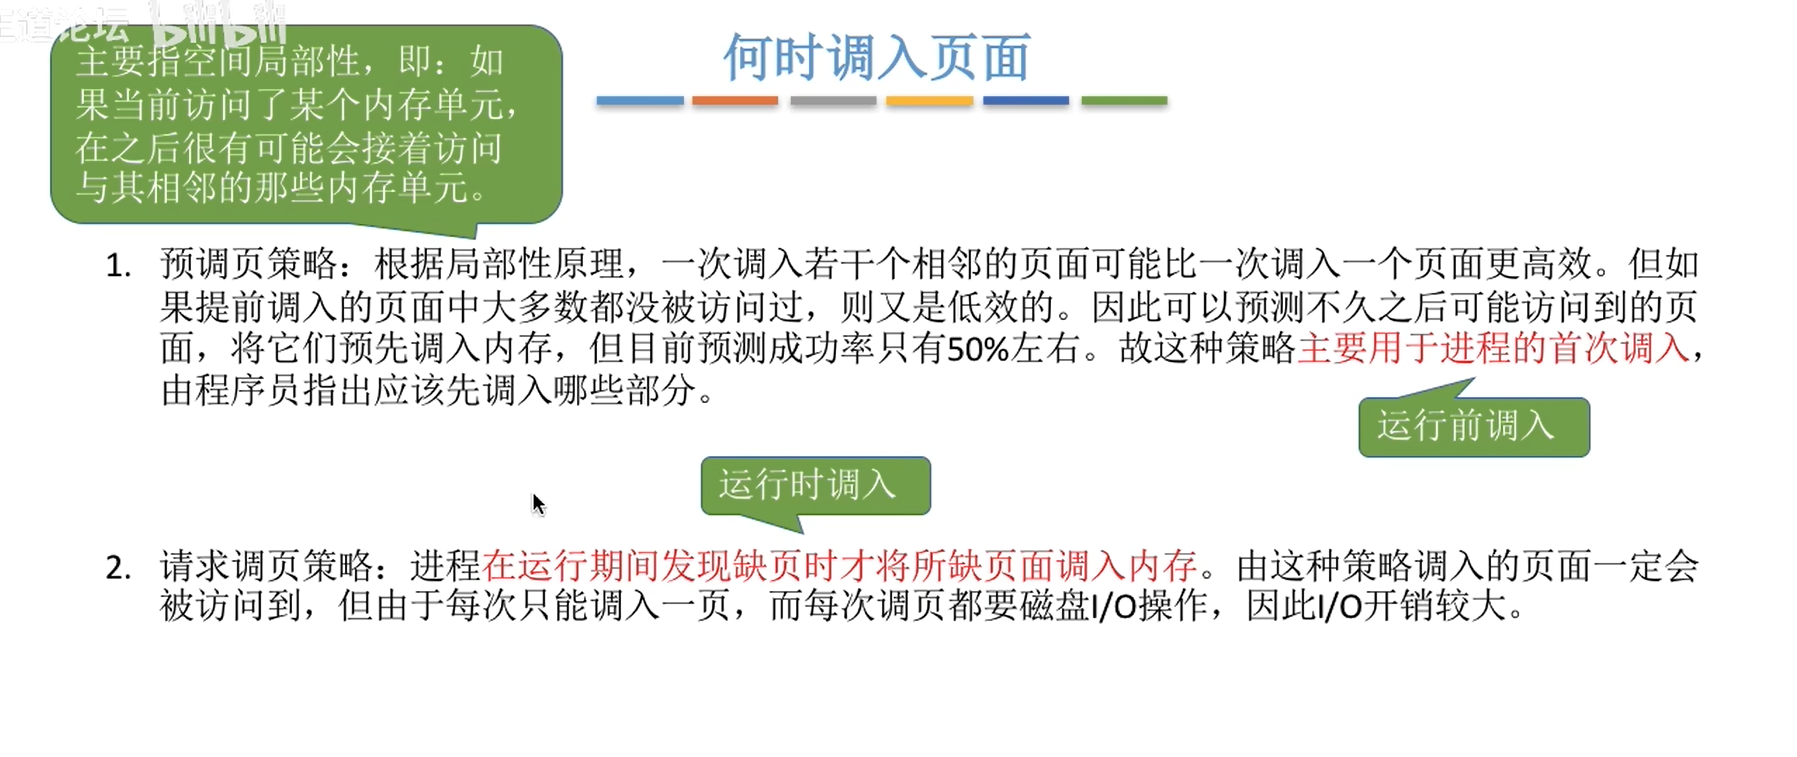 王道论坛 bilibili
何时调入页面
主要指空间局部性，即：如
果当前访问了某个内存单元，
在之后很有可能会接着访问
与其相邻的那些内存单元。
1. 预调页策略：根据局部性原理，一次调入若干个相邻的页面可能比一次调入一个页面更高效。但如
果提前调入的页面中大多数都没被访问过，则又是低效的。因此可以预测不久之后可能访问到的页
面，将它们预先调入内存，但目前预测成功率只有50%左右。故这种策略主要用于进程的首次调入，
由程序员指出应该先调入哪些部分。
运行前调入
运行时调入
2. 请求调页策略：进程在运行期间发现缺页时才将所缺页面调入内存。由这种策略调入的页面一定会
被访问到，但由于每次只能调入一页，而每次调页都要磁盘I/O操作，因此I/O开销较大。